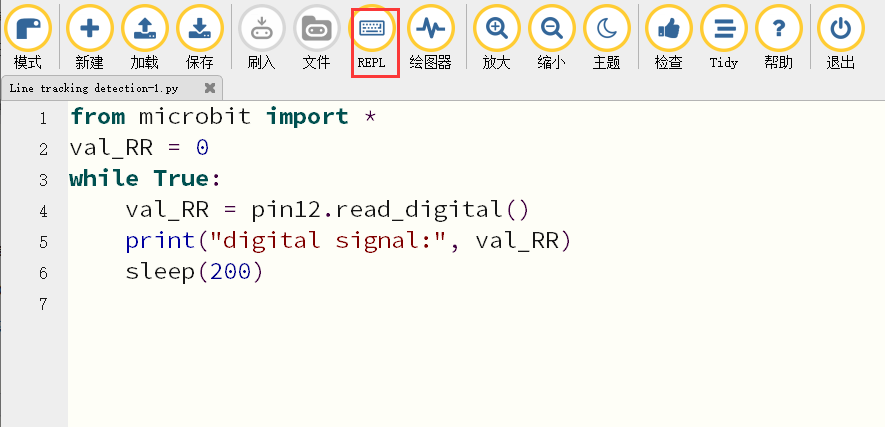 模式 新建 加载 保存 刷入 文件 REPL 绘图器 放大 缩小 主题 检查 Tidy 帮助 退出
Line tracking detection-1.py
1 from microbit import *
2 val_RR = 0
3 while True:
4     val_RR = pin12.read_digital()
5     print("digital signal:", val_RR)
6     sleep(200)
7